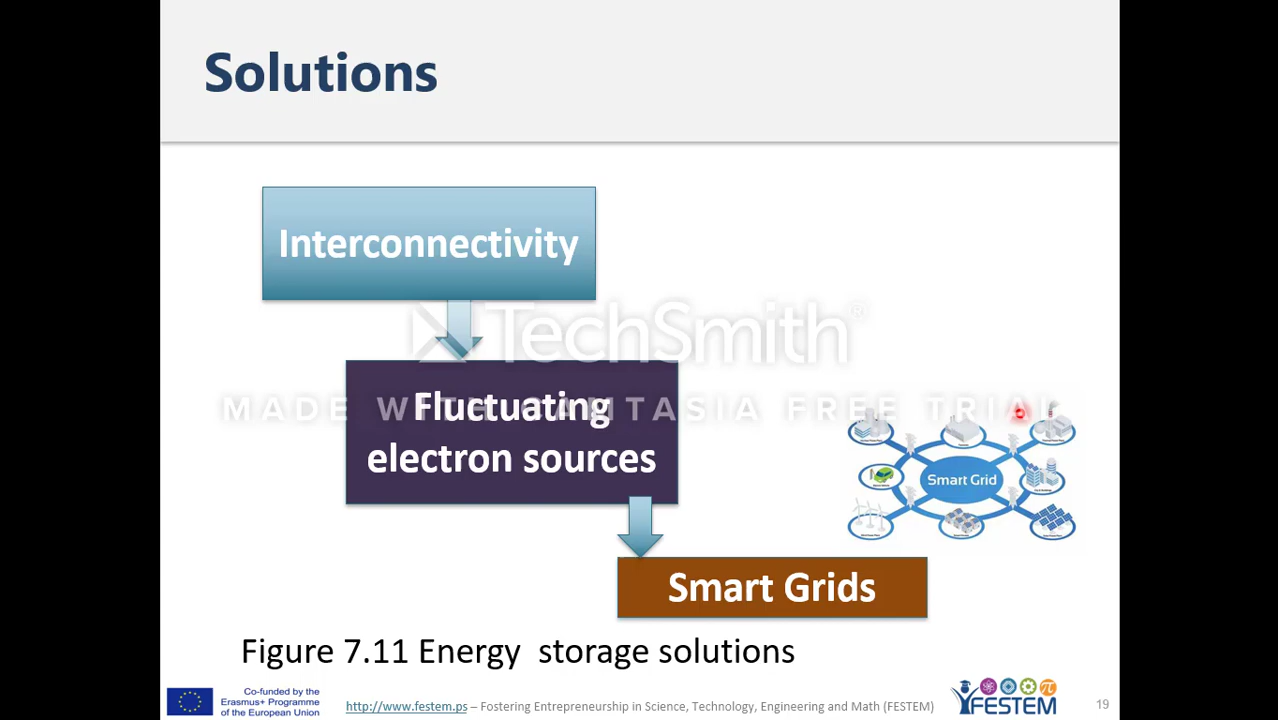 Solutions
Interconnectivity
TechSmith®
MADE WITH CAMTASIA FREE TRIAL
Fluctuating
electron sources
Smart Grid
Smart Grids
Figure 7.11 Energy  storage solutions
Co-funded by the
Erasmus+ Programme
of the European Union
http://www.festem.ps – Fostering Entrepreneurship in Science, Technology, Engineering and Math (FESTEM)
FESTEM
19